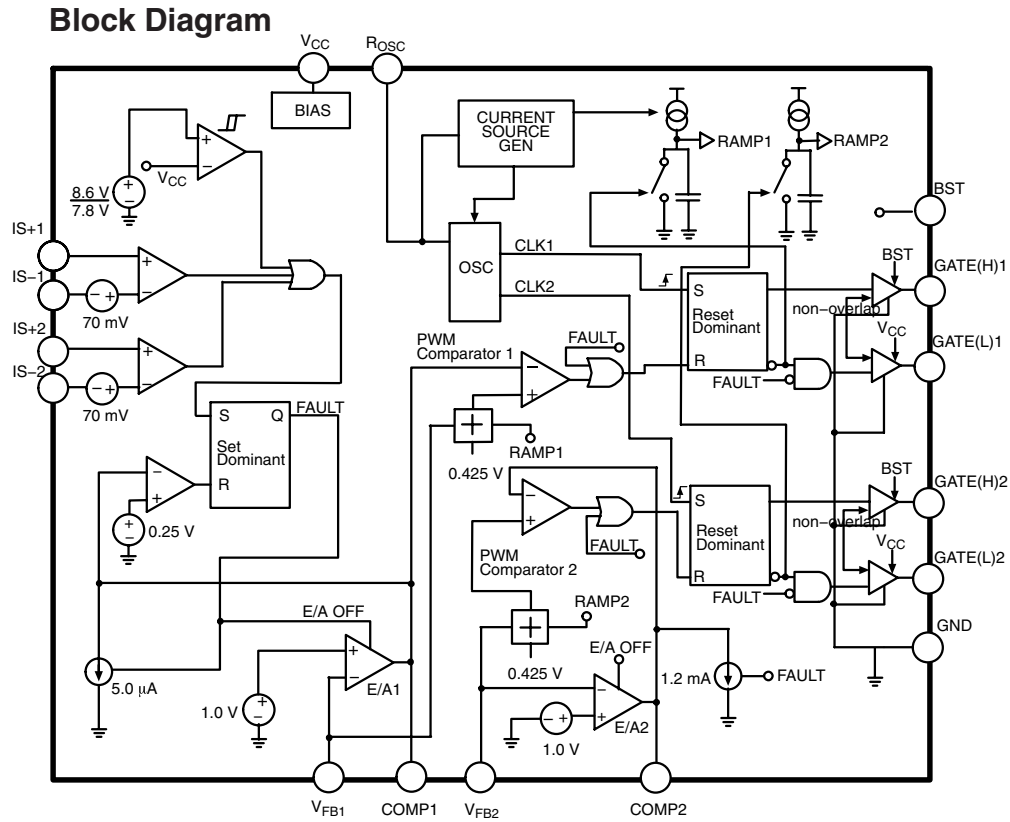 Block Diagram
VCC
ROSC
BIAS
CURRENT
SOURCE
GEN
RAMP1
RAMP2
+
−
VCC
+
−
8.6 V
7.8 V
BST
IS+1
IS−1
+
−
− +
70 mV
IS+2
IS−2
+
−
− +
70 mV
OSC
CLK1
CLK2
S
Reset
Dominant
R
BST
GATE(H)1
non−overlap
VCC
GATE(L)1
FAULT
PWM
Comparator 1
FAULT
−
+
+
RAMP1
0.425 V
S
Q
FAULT
Set
Dominant
R
−
+
+
−
0.25 V
−
+
FAULT
PWM
Comparator 2
S
Reset
Dominant
R
BST
GATE(H)2
non−overlap
VCC
GATE(L)2
FAULT
RAMP2
+
0.425 V
E/A OFF
+
−
E/A1
5.0 μA
1.0 V
+
−
E/A OFF
−
+
E/A2
− +
1.0 V
1.2 mA
FAULT
GND
VFB1
COMP1
VFB2
COMP2